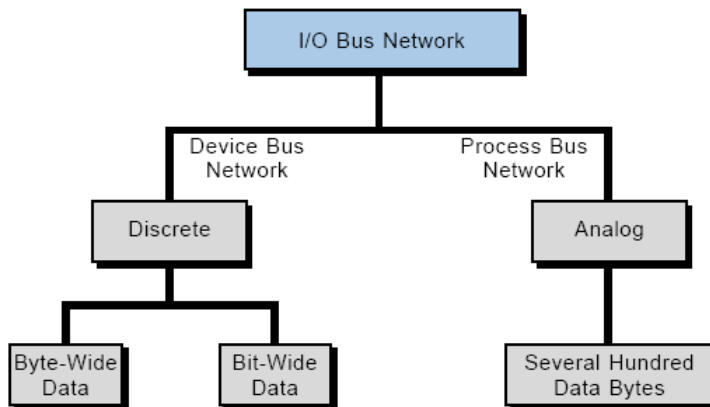 I/O Bus Network
Device Bus
Network
Process Bus
Network
Discrete
Analog
Byte-Wide
Data
Bit-Wide
Data
Several Hundred
Data Bytes